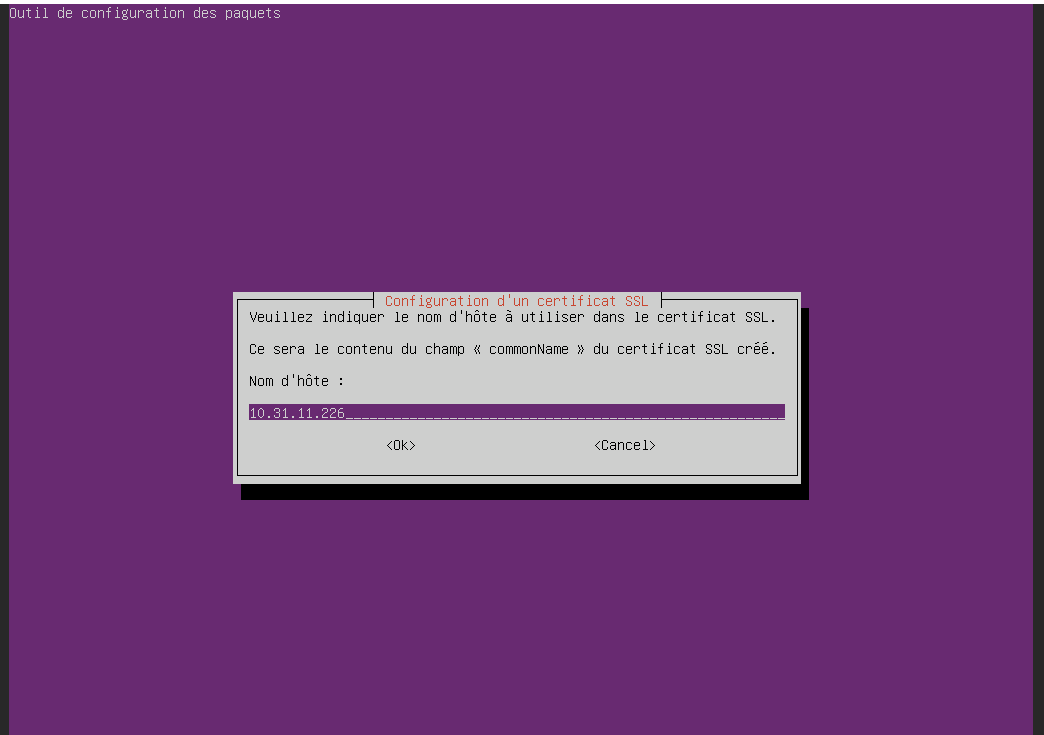 Outil de configuration des paquets
Configuration d'un certificat SSL
Veuillez indiquer le nom d'hôte à utiliser dans le certificat SSL.
Ce sera le contenu du champ « commonName » du certificat SSL créé.
Nom d'hôte :
10.31.11.226
<Ok> <Cancel>